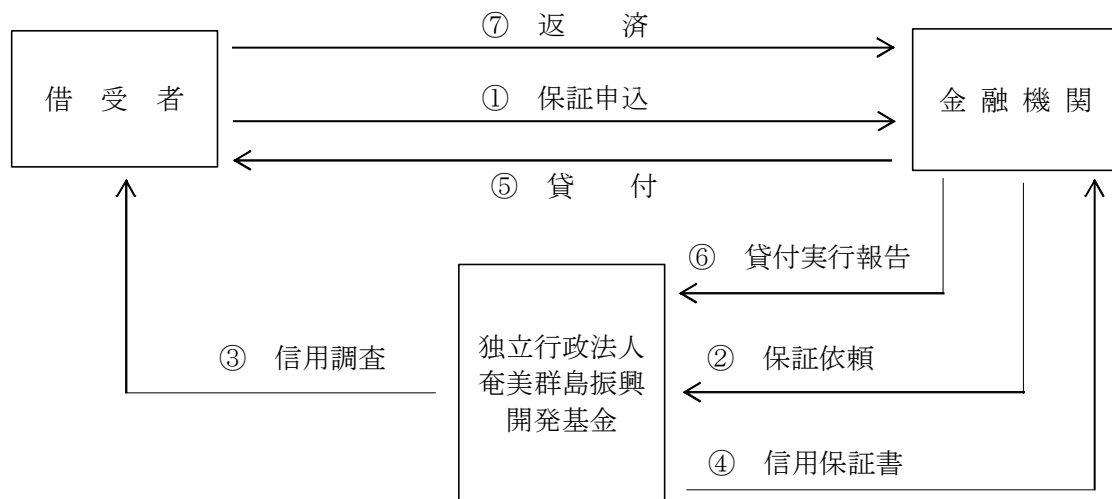 ⑦ 返 済
借 受 者
① 保証申込
金 融 機 関
⑤ 貸 付
⑥ 貸付実行報告
③ 信用調査
独立行政法人
奄美群島振興
開発基金
② 保証依頼
④ 信用保証書